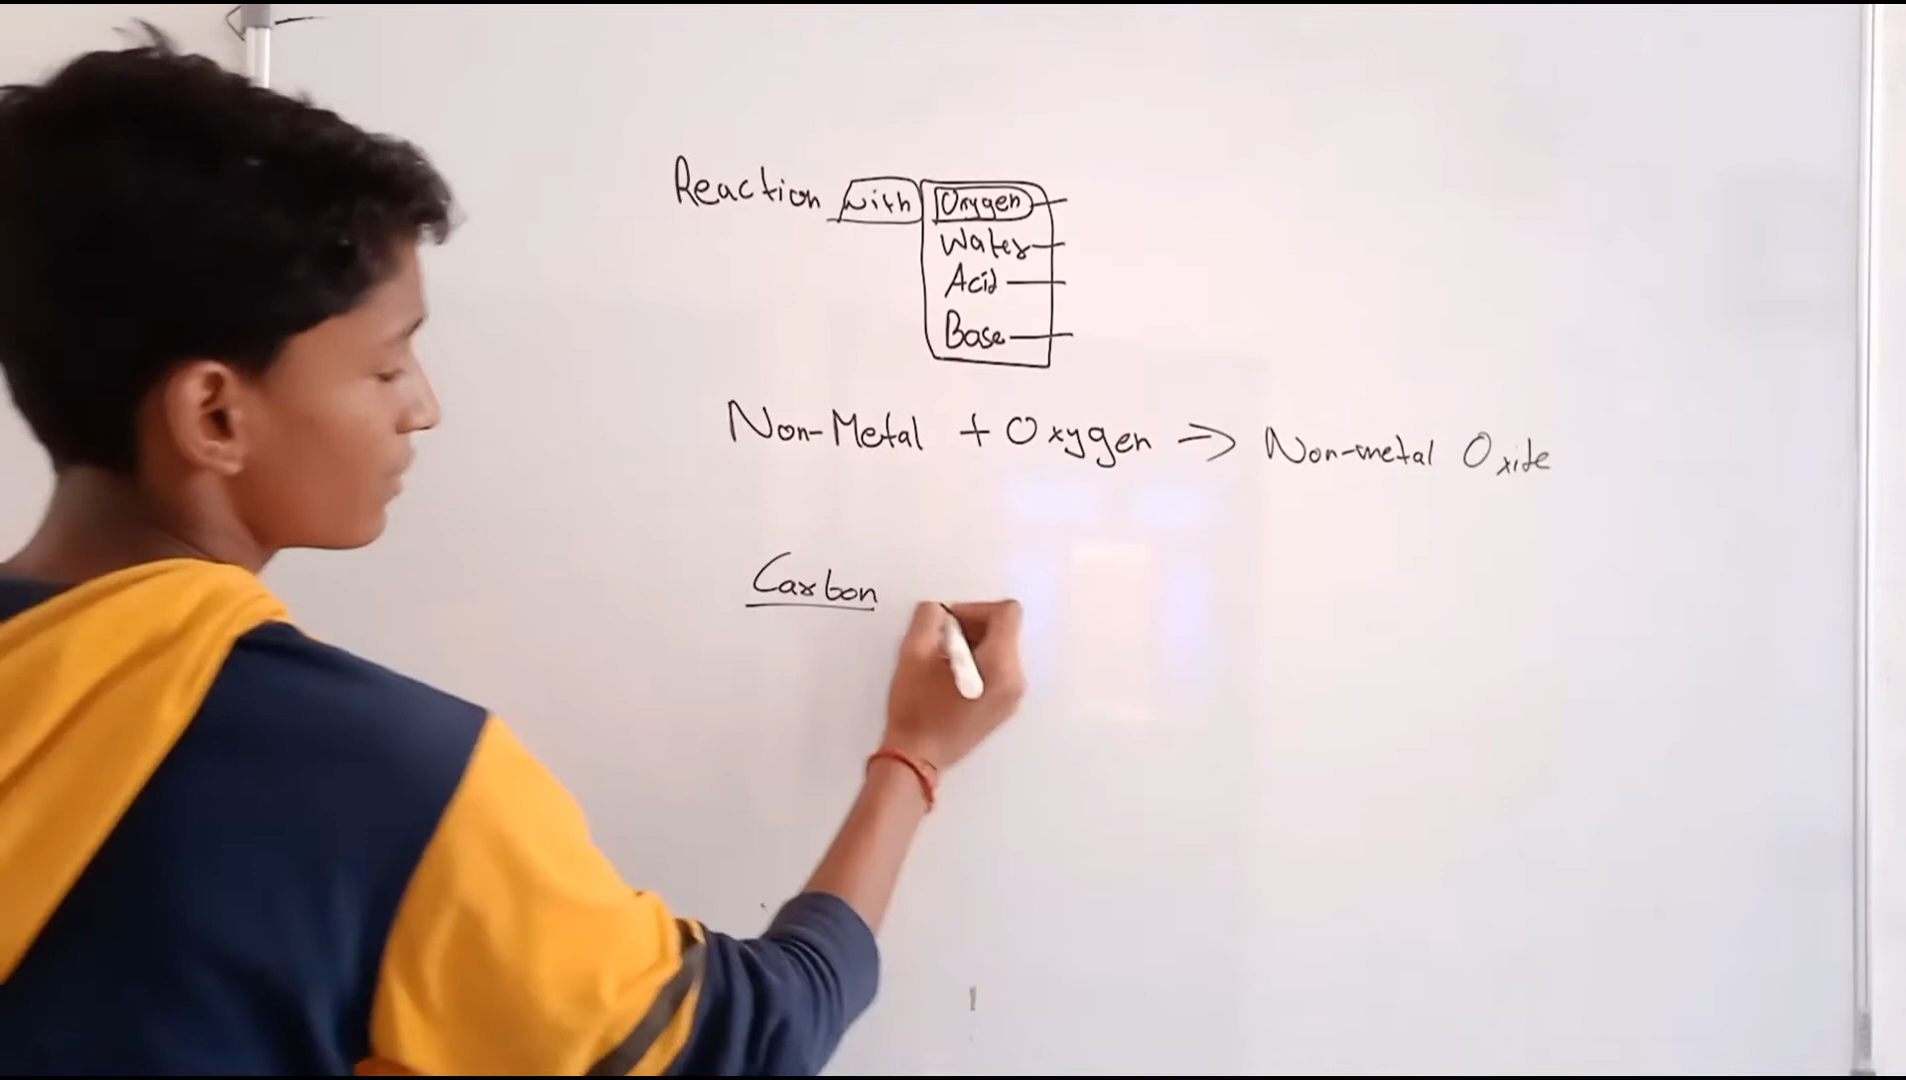 Reaction with Oxygen
Water
Acid
Base
Non-Metal + Oxygen → Non-metal Oxide
Carbon